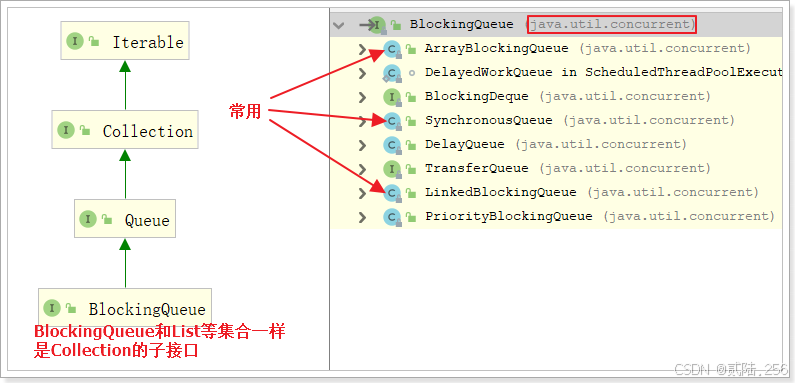 I Iterable
I Collection
I Queue
I BlockingQueue
BlockingQueue和List等集合一样
是Collection的子接口
常用
I BlockingQueue (java.util.concurrent)
C ArrayBlockingQueue (java.util.concurrent)
C DelayedWorkQueue in ScheduledThreadPoolExecut
I BlockingDeque (java.util.concurrent)
C SynchronousQueue (java.util.concurrent)
C DelayQueue (java.util.concurrent)
I TransferQueue (java.util.concurrent)
C LinkedBlockingQueue (java.util.concurrent)
C PriorityBlockingQueue (java.util.concurrent)
CSDN @贰陆.256